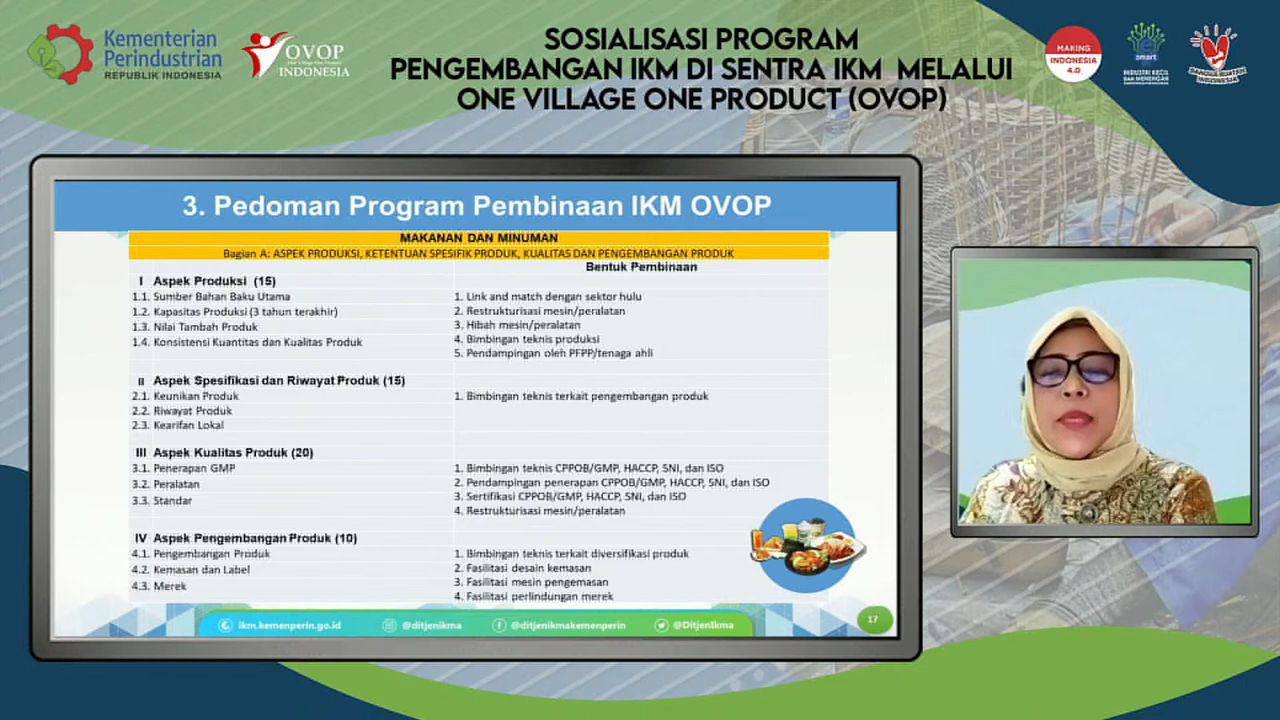 Kementerian
Perindustrian
REPUBLIK INDONESIA
OVOP
INDONESIA
SOSIALISASI PROGRAM
PENGEMBANGAN IKM DI SENTRA IKM MELALUI
ONE VILLAGE ONE PRODUCT (OVOP)
MAKING
INDONESIA
4.0
smart
3. Pedoman Program Pembinaan IKM OVOP
MAKANAN DAN MINUMAN
Bagian A: ASPEK PRODUKSI, KETENTUAN SPESIFIK PRODUK, KUALITAS DAN PENGEMBANGAN PRODUK
Bentuk Pembinaan
I Aspek Produksi (15)
1.1. Sumber Bahan Baku Utama
1.2. Kapasitas Produksi (3 tahun terakhir)
1.3. Nilai Tambah Produk
1.4. Konsistensi Kuantitas dan Kualitas Produk
1. Link and match dengan sektor hulu
2. Restrukturisasi mesin/peralatan
3. Hibah mesin/peralatan
4. Bimbingan teknis produksi
5. Pendampingan oleh PFPP/tenaga ahli
II Aspek Spesifikasi dan Riwayat Produk (15)
2.1. Keunikan Produk
2.2. Riwayat Produk
2.3. Kearifan Lokal
1. Bimbingan teknis terkait pengembangan produk
III Aspek Kualitas Produk (20)
3.1. Penerapan GMP
3.2. Peralatan
3.3. Standar
1. Bimbingan teknis CPPOB/GMP, HACCP, SNI, dan ISO
2. Pendampingan penerapan CPPOB/GMP, HACCP, SNI, dan ISO
3. Sertifikasi CPPOB/GMP, HACCP, SNI, dan ISO
4. Restrukturisasi mesin/peralatan
IV Aspek Pengembangan Produk (10)
4.1. Pengembangan Produk
4.2. Kemasan dan Label
4.3. Merek
1. Bimbingan teknis terkait diversifikasi produk
2. Fasilitasi desain kemasan
3. Fasilitasi mesin pengemasan
4. Fasilitasi perlindungan merek
ikm.kemenperin.go.id
@ditjenikma
@ditjenikmakemenperin
@DitjenIkma
17